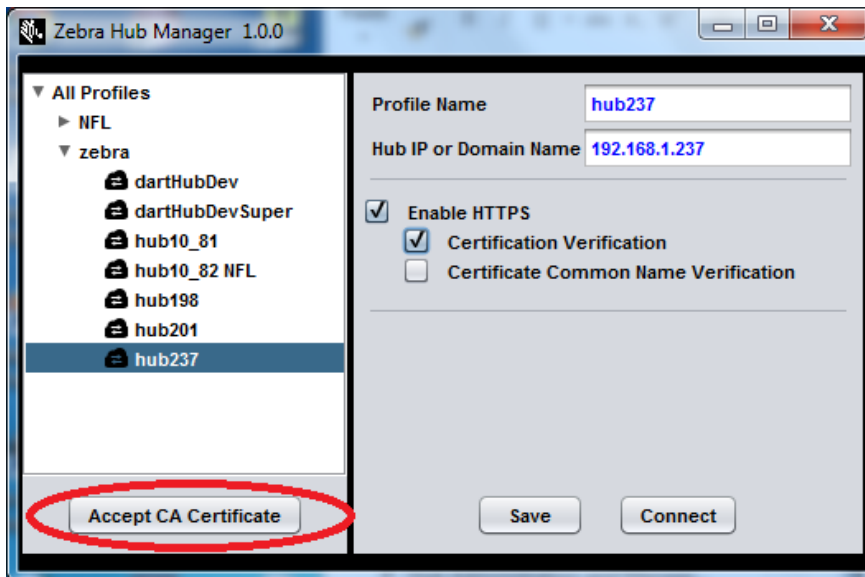 Zebra Hub Manager 1.0.0
All Profiles
NFL
zebra
dartHubDev
dartHubDevSuper
hub10_81
hub10_82 NFL
hub198
hub201
hub237
Accept CA Certificate
Profile Name hub237
Hub IP or Domain Name 192.168.1.237
Enable HTTPS
Certification Verification
Certificate Common Name Verification
Save Connect